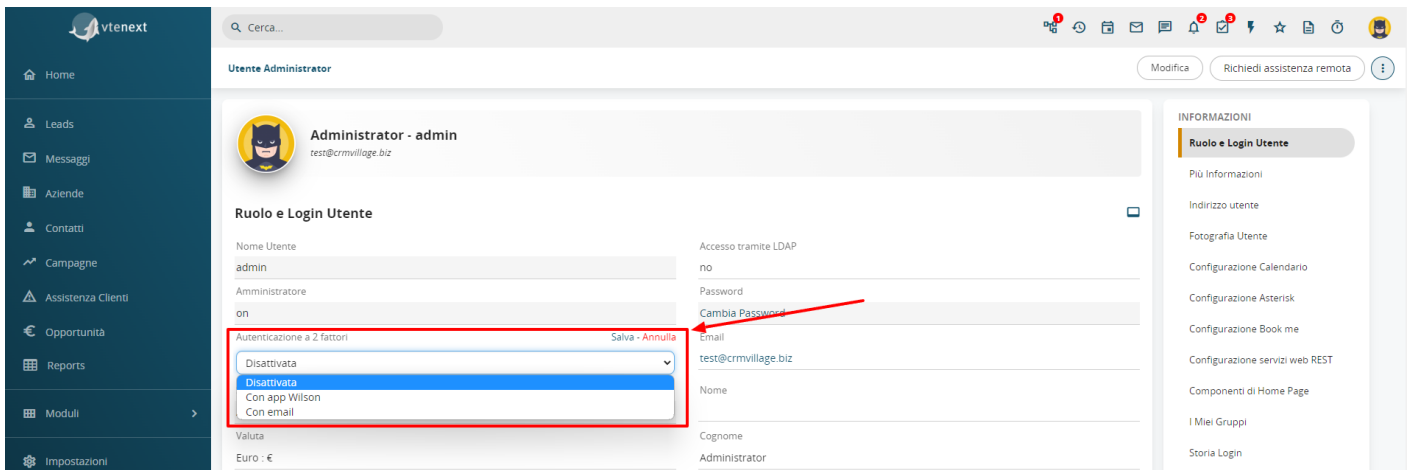 vtenext
Cerca...
1
2
3
Home
Utente Administrator
Modifica
Richiedi assistenza remota
Leads
Messaggi
Aziende
Contatti
Campagne
Assistenza Clienti
Opportunità
Reports
Moduli
Impostazioni
Administrator - admin
test@crmvillage.biz
Ruolo e Login Utente
Nome Utente
admin
Accesso tramite LDAP
no
Amministratore
on
Password
Cambia Password
Autenticazione a 2 fattori
Salva - Annulla
Disattivata
Disattivata
Con app Wilson
Con email
Email
test@crmvillage.biz
Nome
Valuta
Euro : €
Cognome
Administrator
INFORMAZIONI
Ruolo e Login Utente
Più Informazioni
Indirizzo utente
Fotografia Utente
Configurazione Calendario
Configurazione Asterisk
Configurazione Book me
Configurazione servizi web REST
Componenti di Home Page
I Miei Gruppi
Storia Login